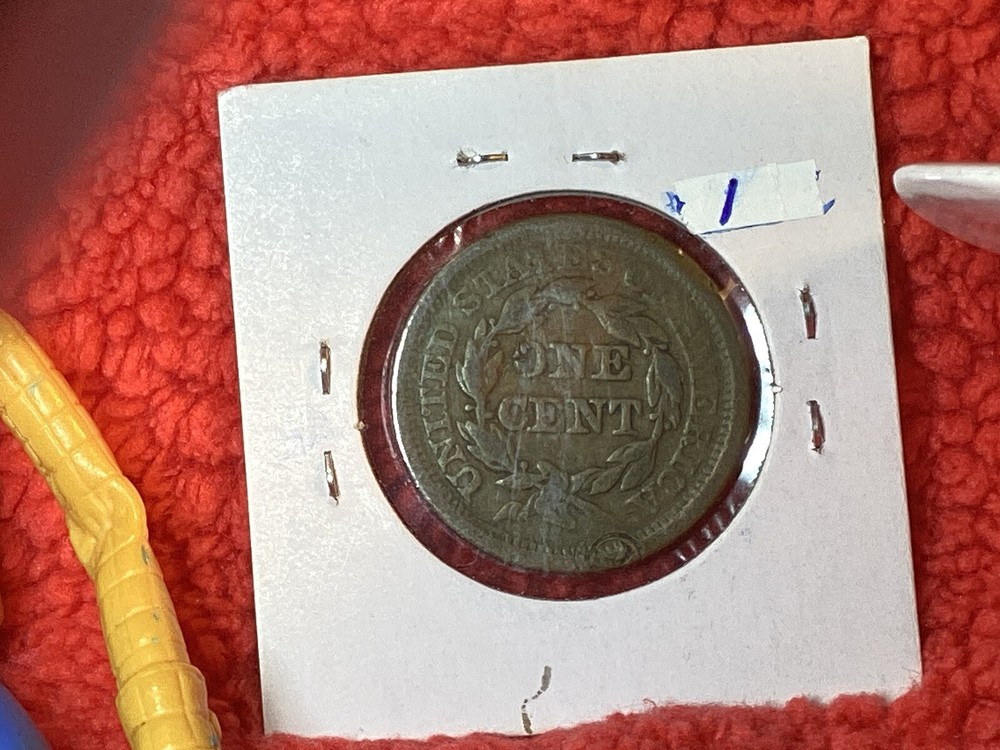 1
UNITED STATES OF AMERICA
ONE
CENT